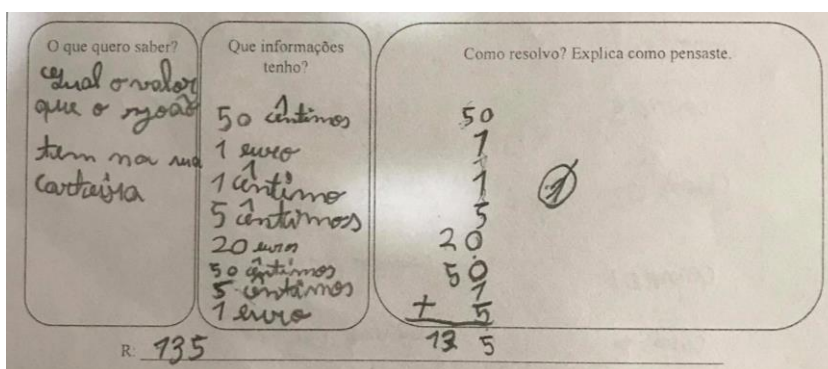 O que quero saber?
Qual o valor
que o João
tem na sua
carteira
Que informações
tenho?
50 cêntimos
1 euro
1 cêntimo
5 cêntimos
20 euros
50 cêntimos
5 cêntimos
1 euro
Como resolvo? Explica como pensaste.
50
1
1
5
20
50
1
+ 5
13 5
1
R: 135